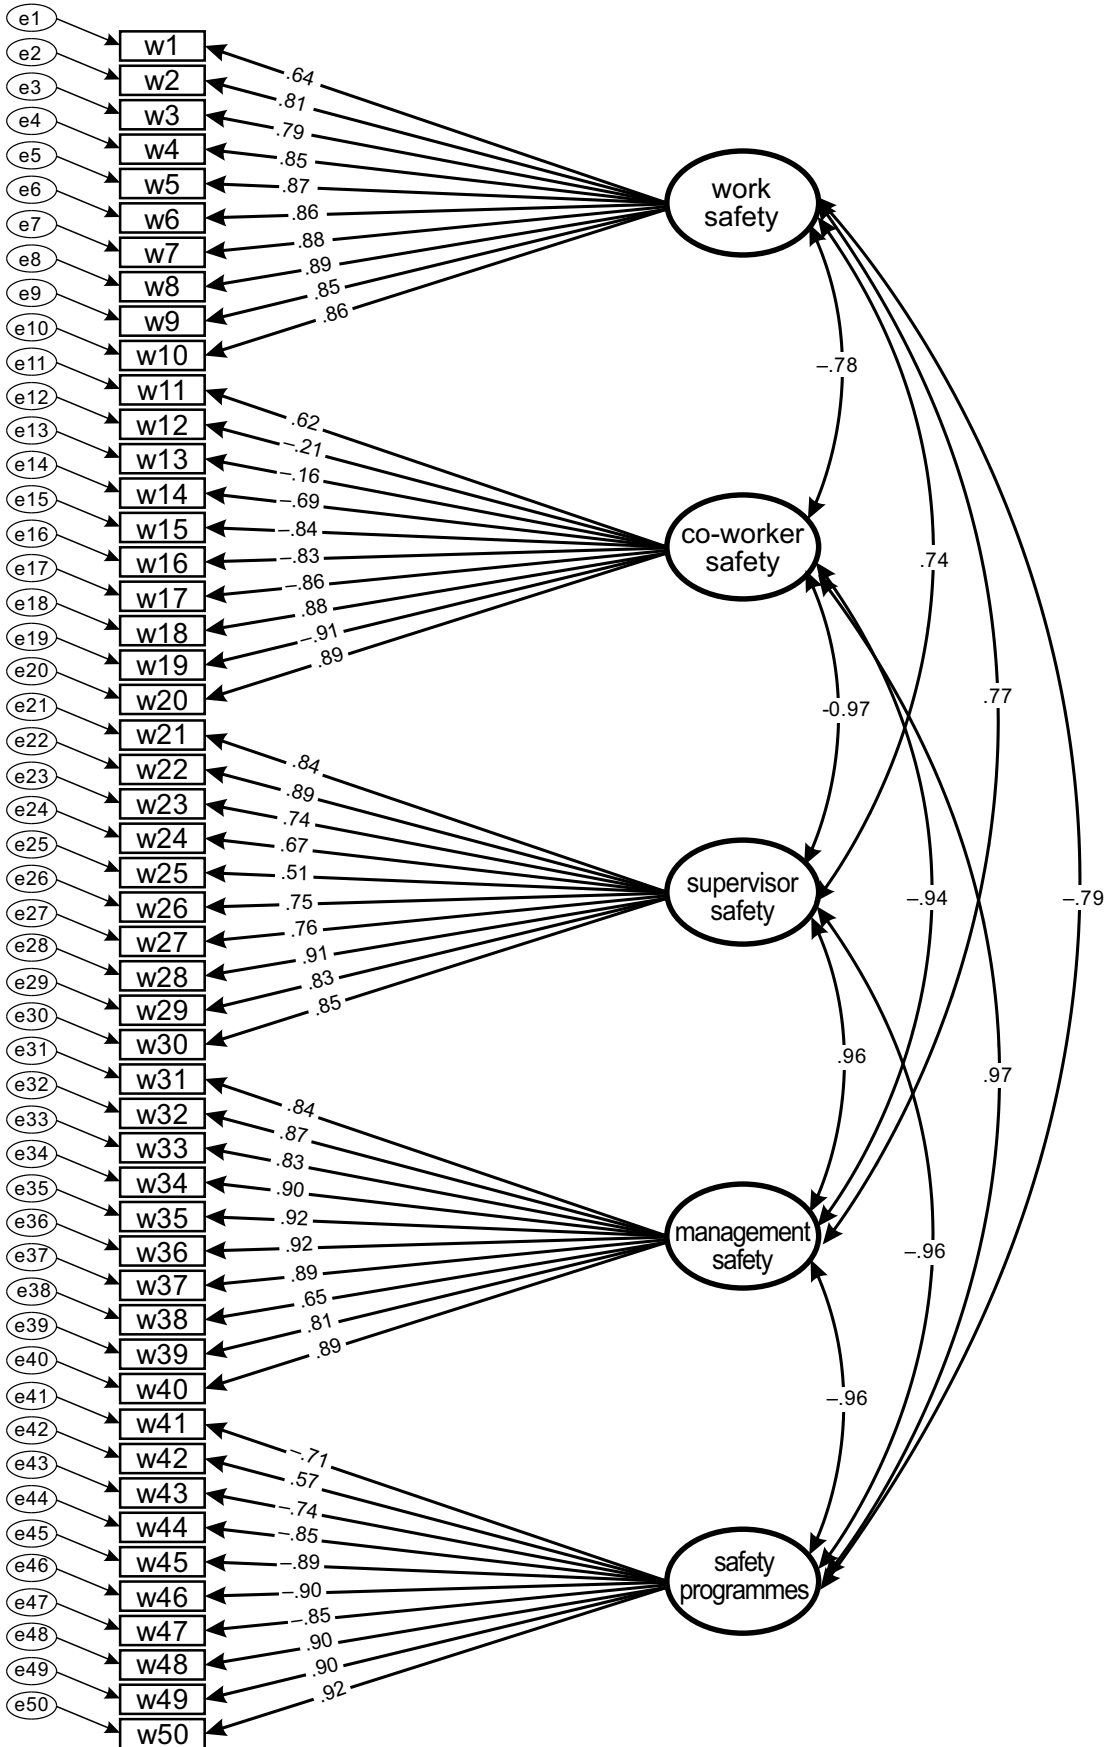 e1
w1
e2
w2
e3
w3
e4
w4
e5
w5
e6
w6
e7
w7
e8
w8
e9
w9
e10
w10
.64
.81
.79
.85
.87
.86
.88
.89
.85
.86
work
safety
e11
w11
e12
w12
e13
w13
e14
w14
e15
w15
e16
w16
e17
w17
e18
w18
e19
w19
e20
w20
.62
–.21
–.16
–.69
–.84
–.83
–.86
.88
–.91
.89
co-worker
safety
e21
w21
e22
w22
e23
w23
e24
w24
e25
w25
e26
w26
e27
w27
e28
w28
e29
w29
e30
w30
.84
.89
.74
.67
.51
.75
.76
.91
.83
.85
supervisor
safety
e31
w31
e32
w32
e33
w33
e34
w34
e35
w35
e36
w36
e37
w37
e38
w38
e39
w39
e40
w40
.84
.87
.83
.90
.92
.92
.89
.65
.81
.89
management
safety
e41
w41
e42
w42
e43
w43
e44
w44
e45
w45
e46
w46
e47
w47
e48
w48
e49
w49
e50
w50
–.71
.57
–.74
–.85
–.89
–.90
–.85
.90
.90
.92
safety
programmes
–.78
.74
.77
-0.97
–.94
–.79
.96
.97
–.96
–.96